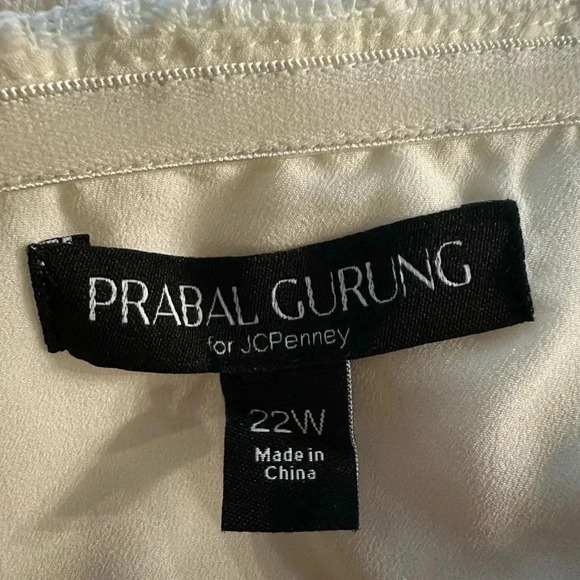 PRABAL GURUNG
for JCPenney
22W
Made in
China